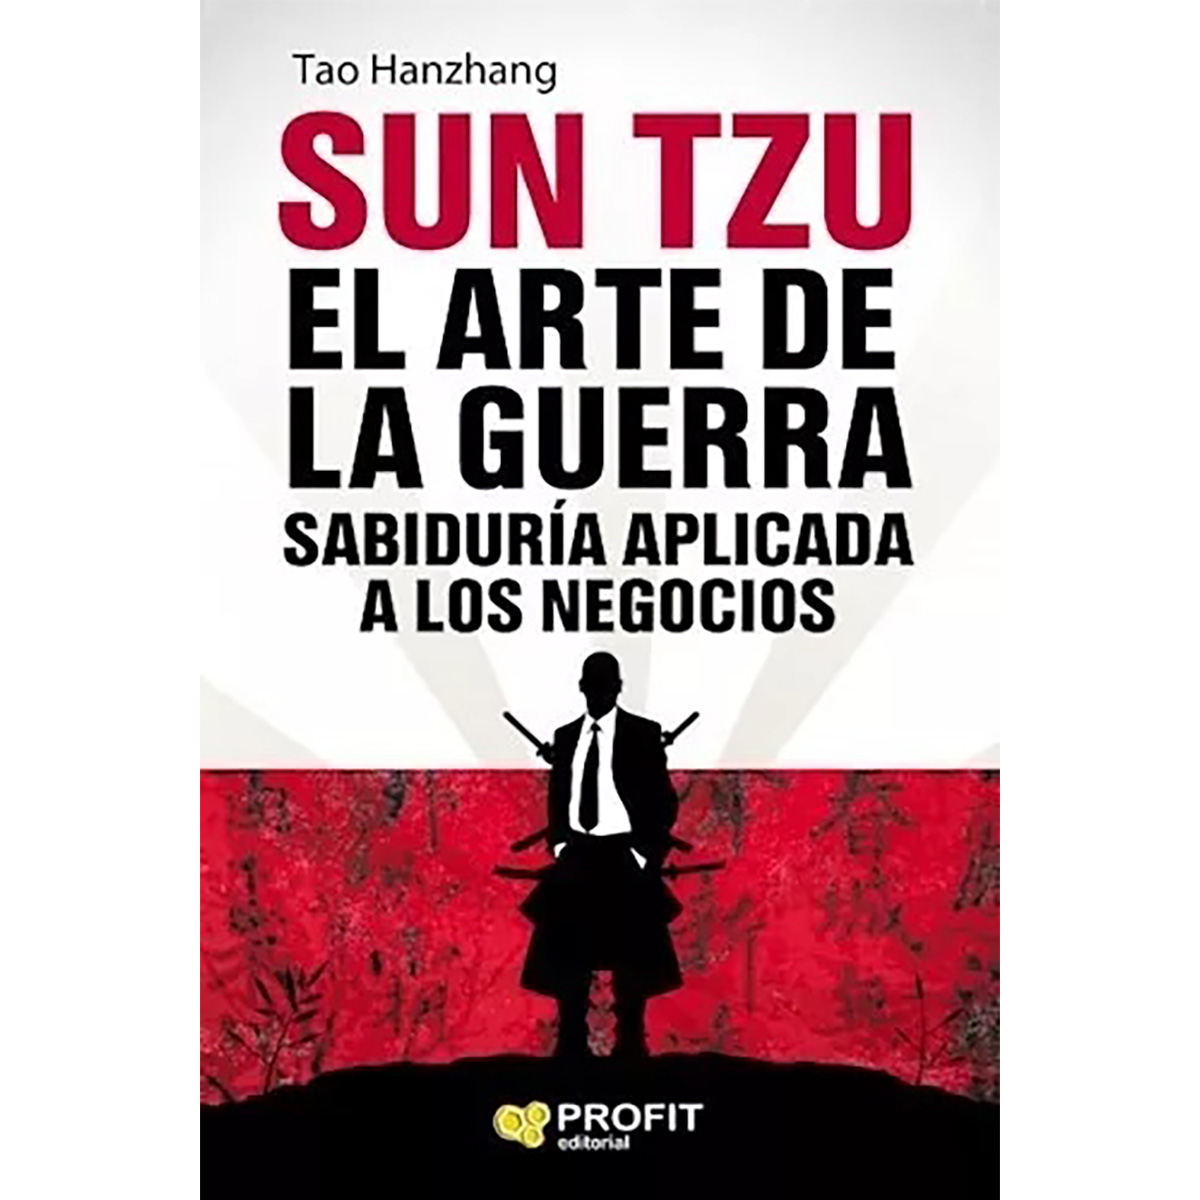 Tao Hanzhang
SUN TZU
EL ARTE DE
LA GUERRA
SABIDURÍA APLICADA
A LOS NEGOCIOS
PROFIT
editorial